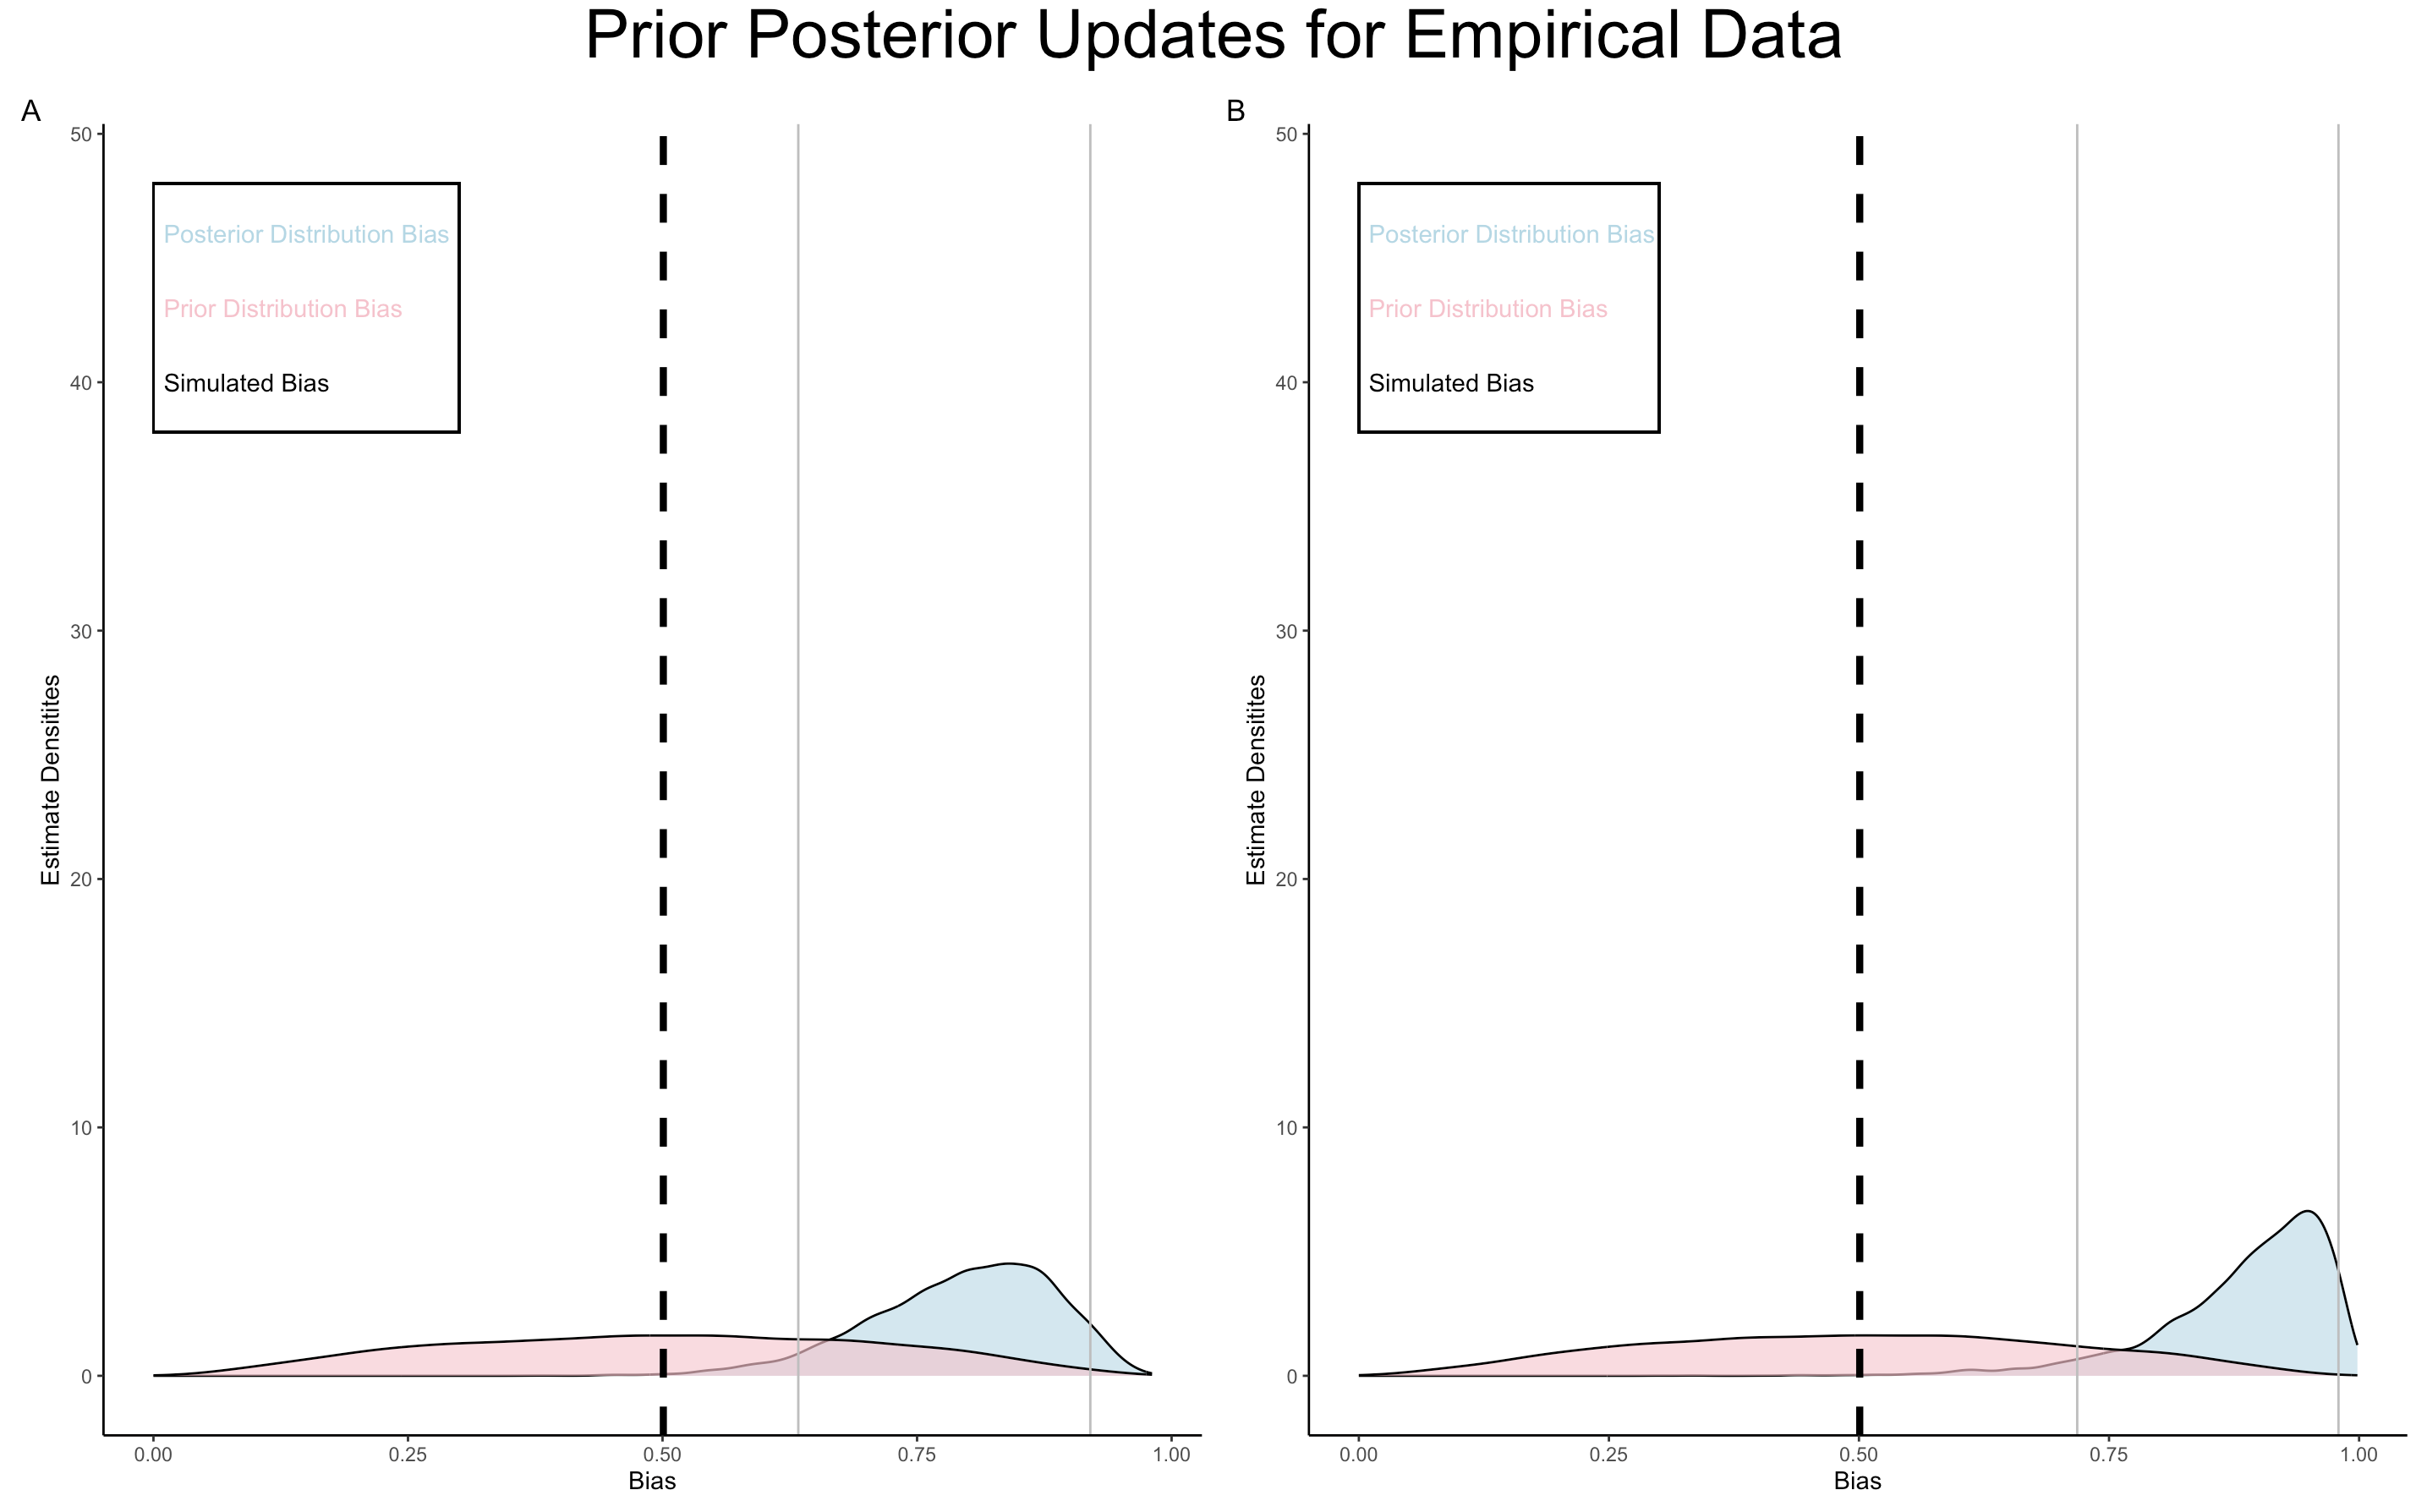 Prior Posterior Updates for Empirical Data
A
50
40
30
20
10
0
Estimate Densitites
Posterior Distribution Bias
Prior Distribution Bias
Simulated Bias
0.00 0.25 0.50 0.75 1.00
Bias
B
50
40
30
20
10
0
Estimate Densitites
Posterior Distribution Bias
Prior Distribution Bias
Simulated Bias
0.00 0.25 0.50 0.75 1.00
Bias